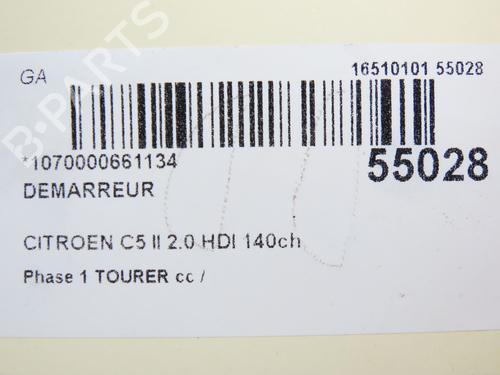 GA
16510101 55028
*1070000661134
55028
DEMARREUR
CITROEN C5 II 2.0 HDI 140ch
Phase 1 TOURER cc /
B-PARTS